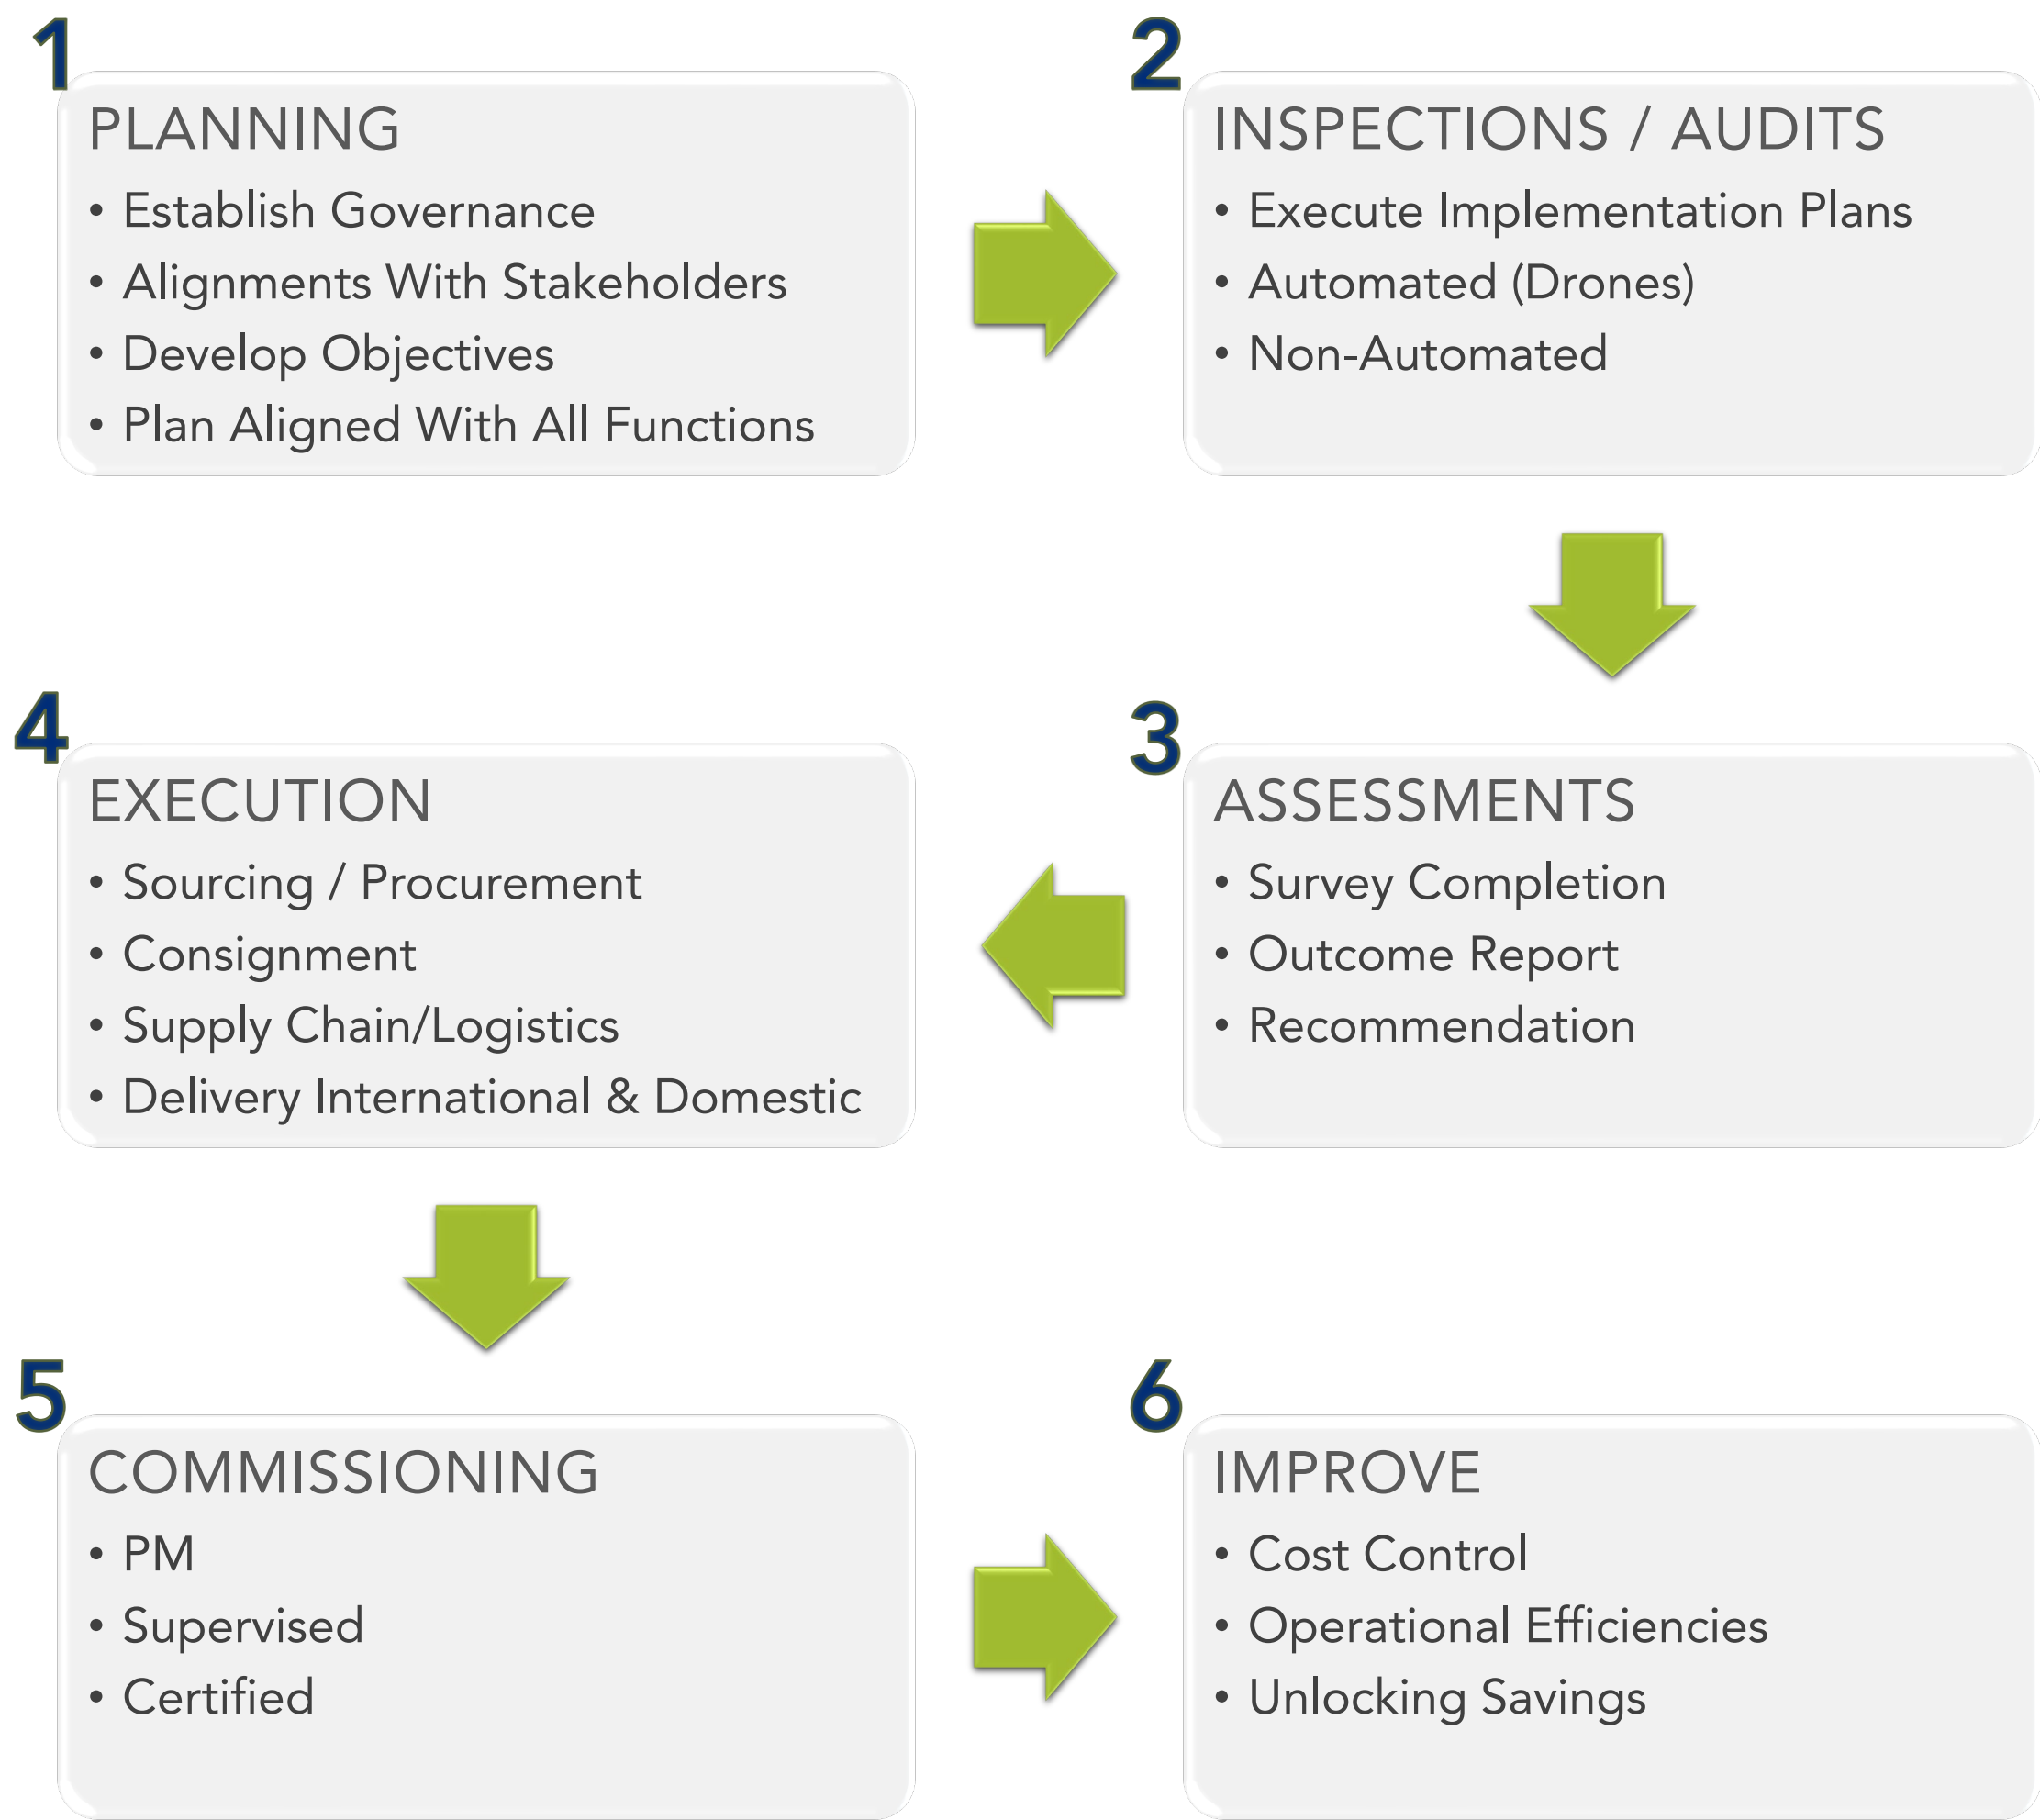 1
PLANNING
• Establish Governance
• Alignments With Stakeholders
• Develop Objectives
• Plan Aligned With All Functions
2
INSPECTIONS / AUDITS
• Execute Implementation Plans
• Automated (Drones)
• Non-Automated
3
ASSESSMENTS
• Survey Completion
• Outcome Report
• Recommendation
4
EXECUTION
• Sourcing / Procurement
• Consignment
• Supply Chain/Logistics
• Delivery International & Domestic
5
COMMISSIONING
• PM
• Supervised
• Certified
6
IMPROVE
• Cost Control
• Operational Efficiencies
• Unlocking Savings